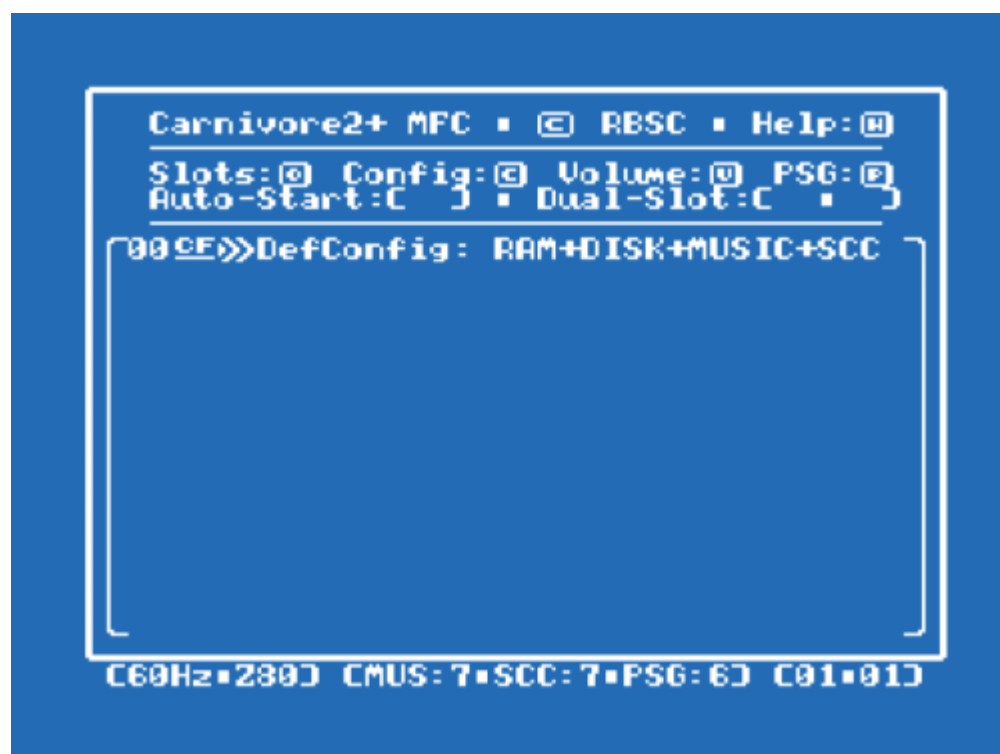 Carnivore2+ MFC ▪ © RBSC ▪ Help:H
Slots:0 Config:C Volume:V PSG:P
Auto-Start:[  ] ▪ Dual-Slot:[  ▪  ]
00CF»DefConfig: RAM+DISK+MUSIC+SCC
[60Hz▪Z80] [MUS:7▪SCC:7▪PSG:6] [01▪01]